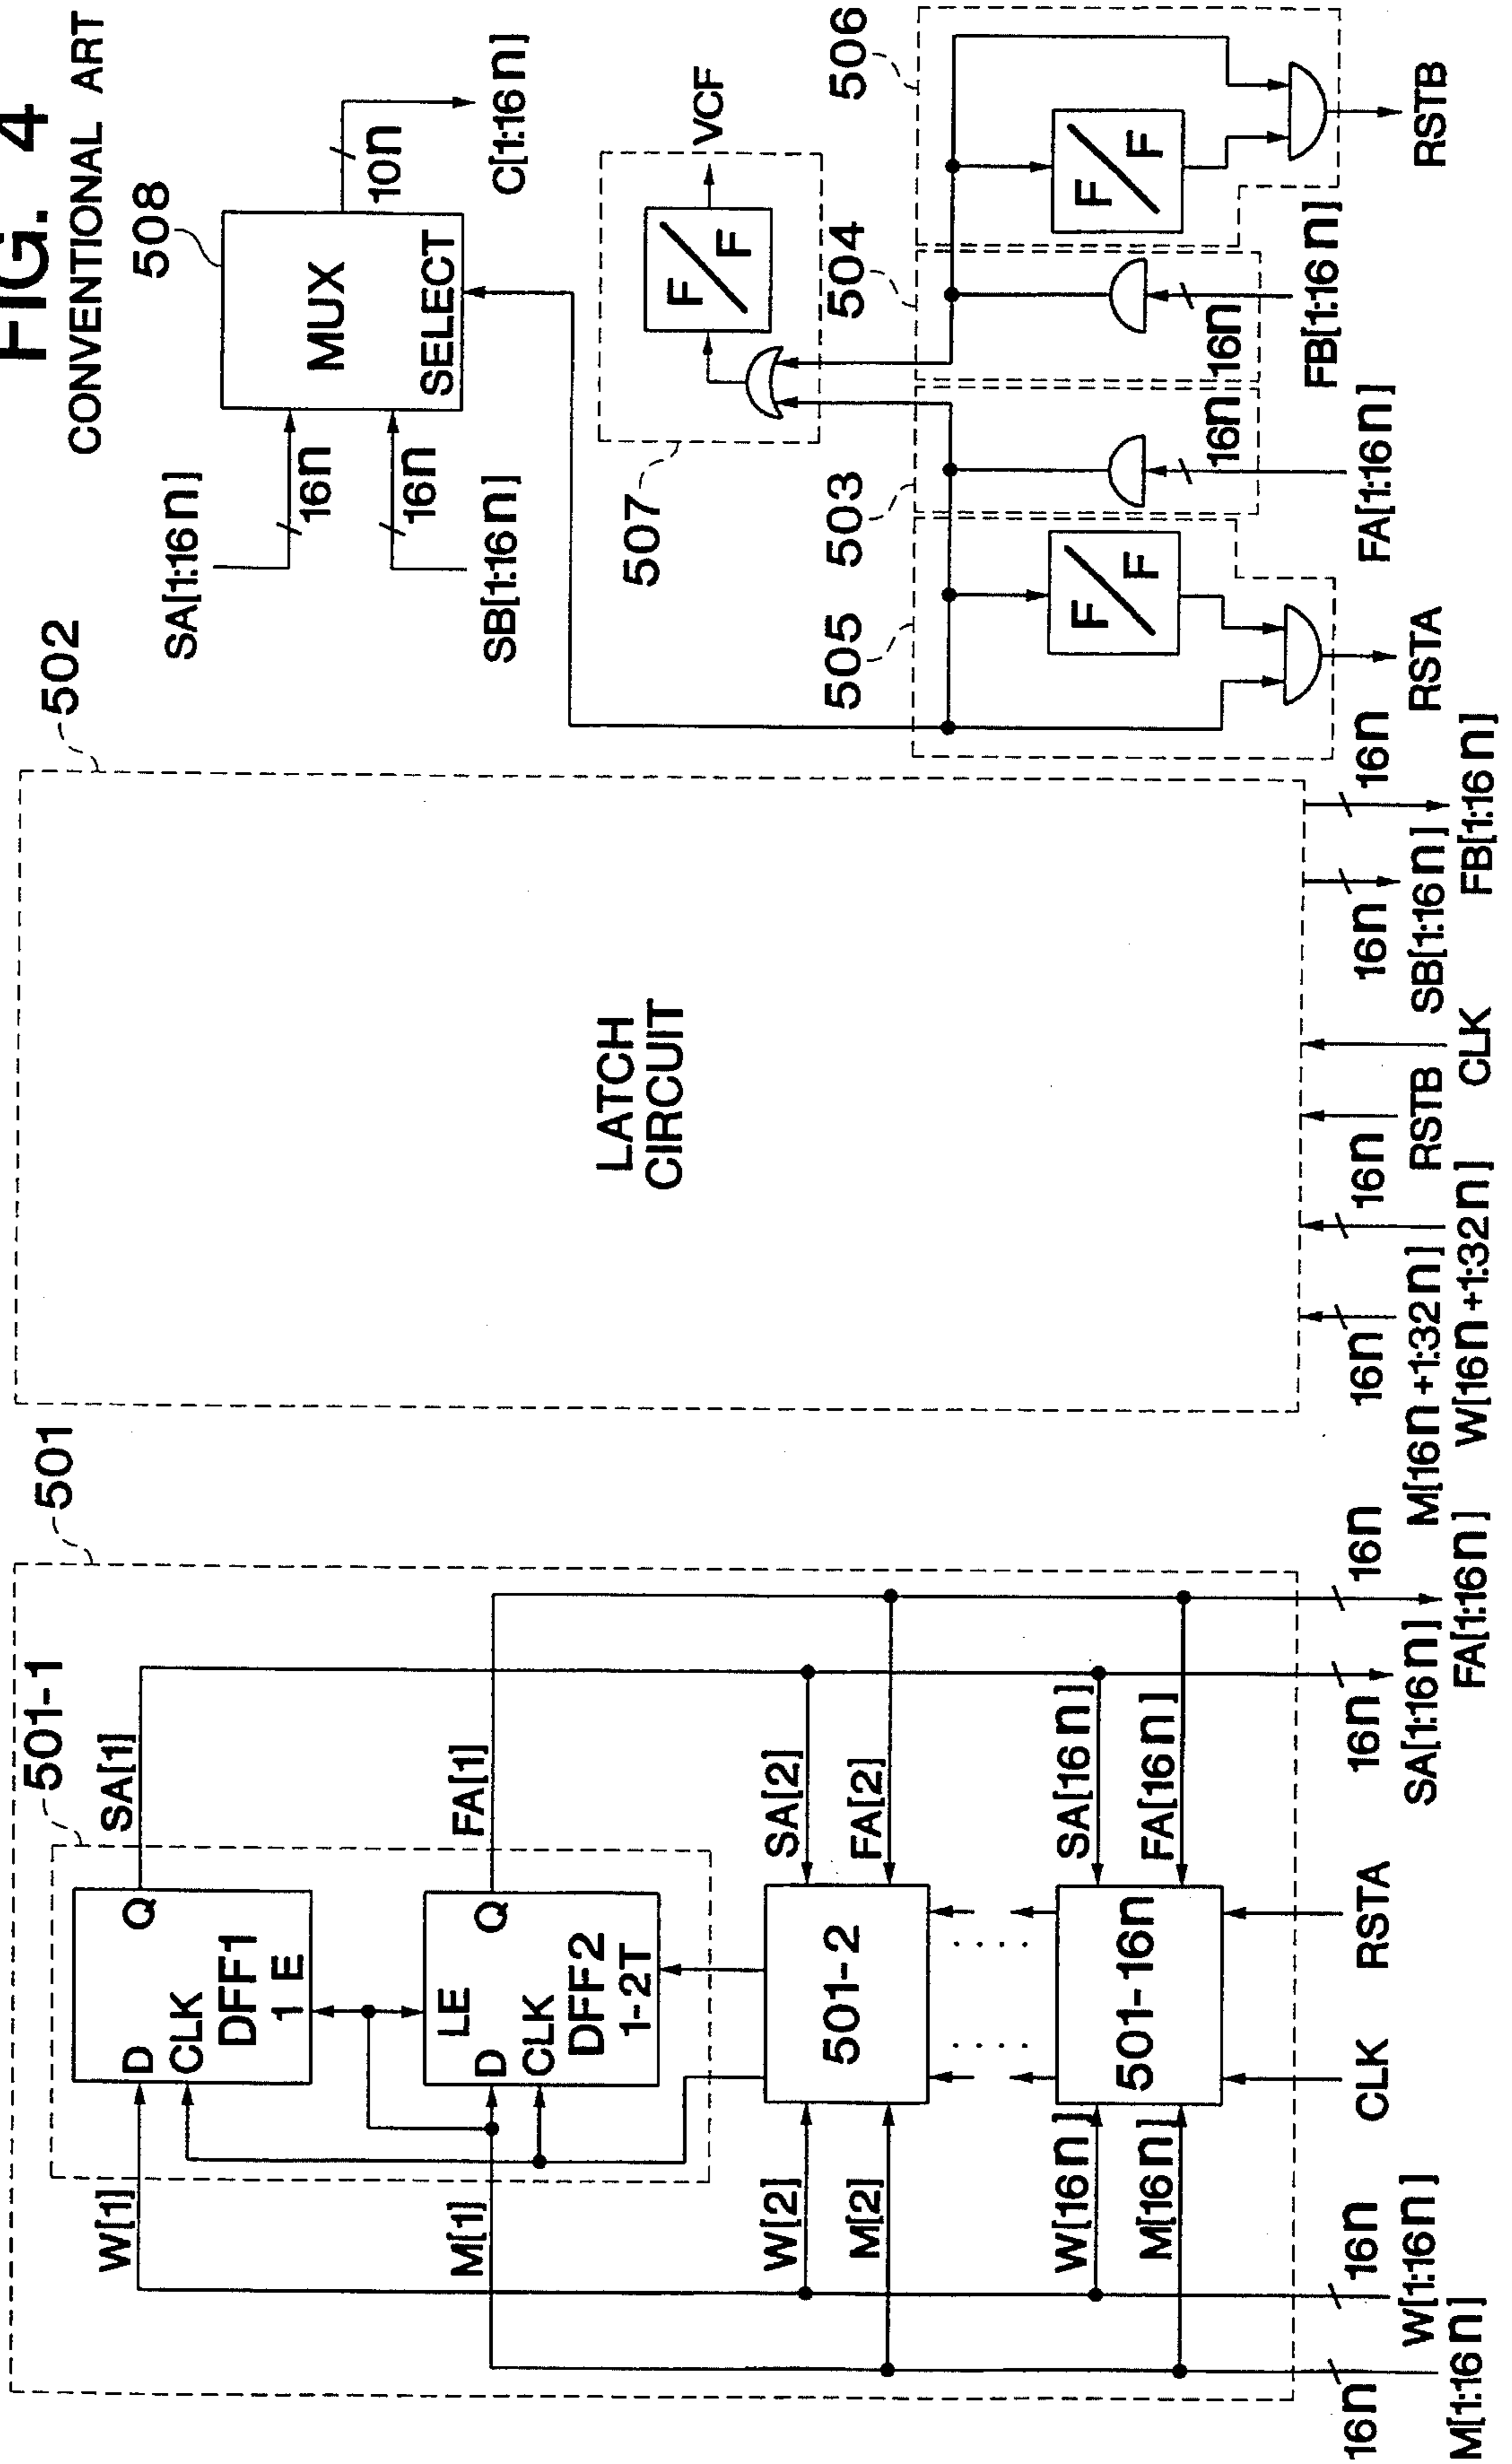 FIG. 4
CONVENTIONAL ART
501
501-1
W[1]
D
Q
SA[1]
CLK
DFF1
1 E
M[1]
LE
D
Q
FA[1]
CLK
DFF2
1-2T
W[2]
M[2]
501-2
SA[2]
FA[2]
W[16n]
M[16n]
501-16n
SA[16n]
FA[16n]
CLK
RSTA
16n
M[1:16n]
16n
W[1:16n]
16n
SA[1:16n]
16n
FA[1:16n]
502
LATCH
CIRCUIT
16n
M[16n+1:32n]
16n
W[16n+1:32n]
RSTB
CLK
16n
SB[1:16n]
16n
FB[1:16n]
SA[1:16n]
16n
SB[1:16n]
16n
508
MUX
SELECT
10n
C[1:16n]
507
F/F
VCF
505
F/F
RSTA
503
16n
FA[1:16n]
504
16n
FB[1:16n]
506
F/F
RSTB